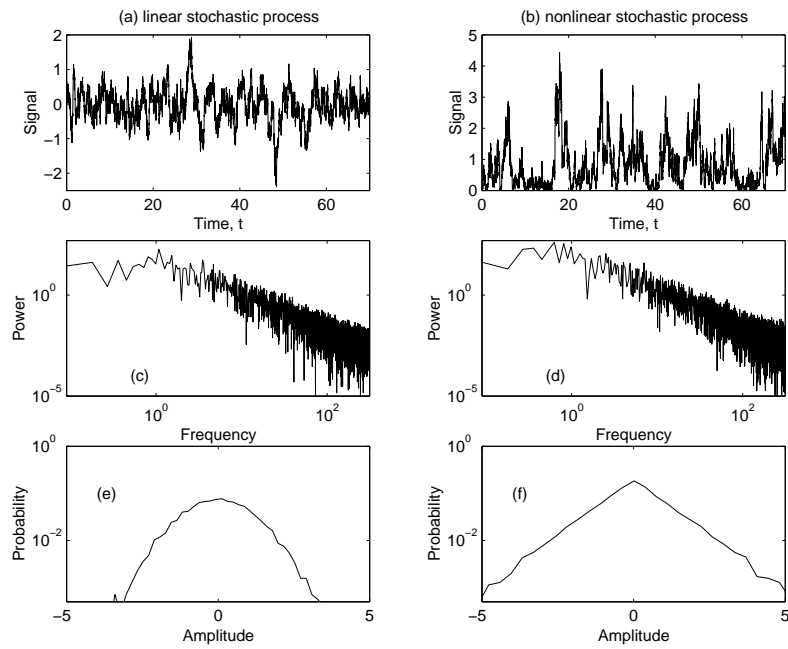 (a) linear stochastic process
2
1
0
−1
−2
Signal
0
20
40
60
Time, t
(b) nonlinear stochastic process
5
4
3
2
1
0
Signal
0
20
40
60
Time, t
10^0
10^−5
Power
(c)
10^0
10^2
Frequency
10^0
10^−5
Power
(d)
10^0
10^2
Frequency
10^0
10^−2
Probability
(e)
−5
0
5
Amplitude
10^0
10^−2
Probability
(f)
−5
0
5
Amplitude